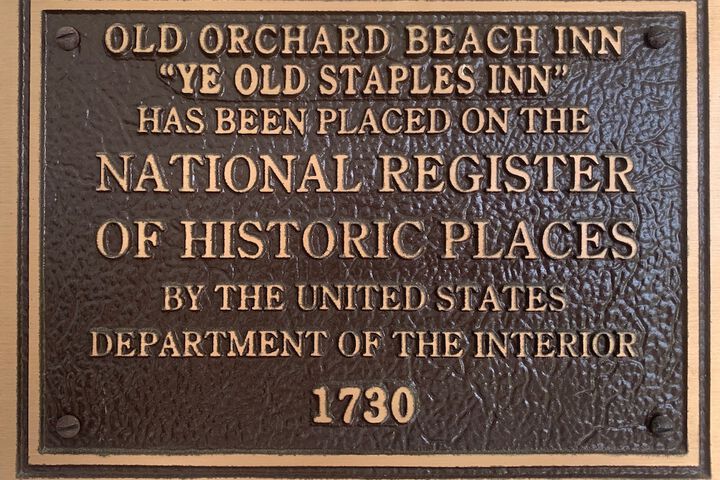 OLD ORCHARD BEACH INN
“YE OLD STAPLES INN”
HAS BEEN PLACED ON THE
NATIONAL REGISTER
OF HISTORIC PLACES
BY THE UNITED STATES
DEPARTMENT OF THE INTERIOR
1730